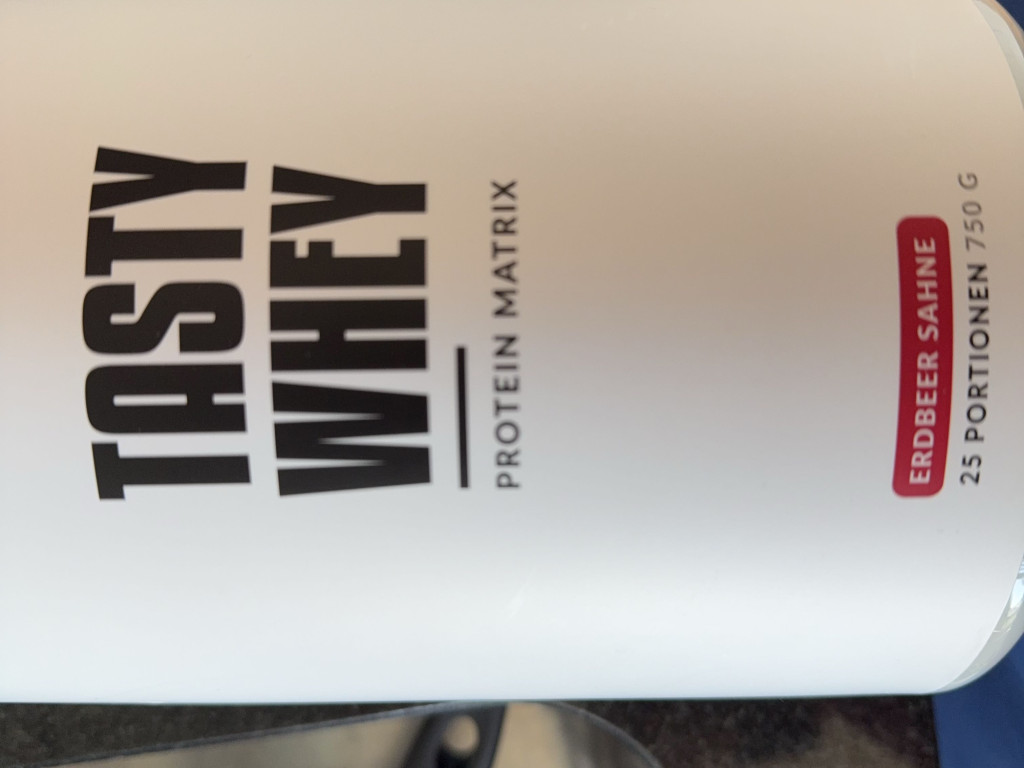 TASTY
WHEY
PROTEIN MATRIX
ERDBEER SAHNE
25 PORTIONEN 750 G